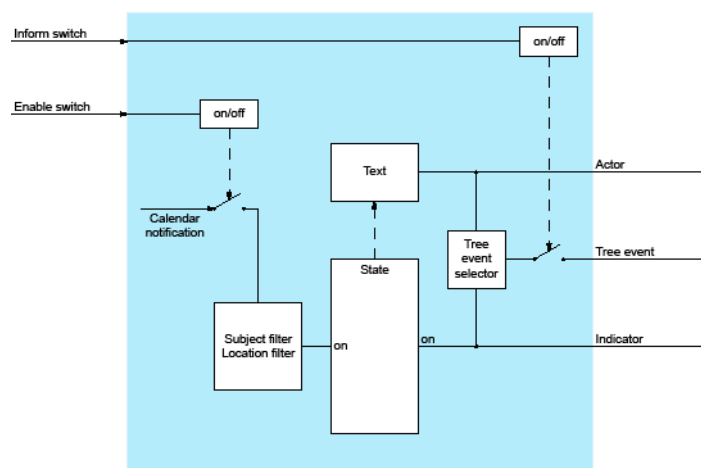 Inform switch
on/off
Enable switch
on/off
Text
Actor
Calendar
notification
Tree
event
selector
Tree event
State
Subject filter
Location filter
on
on
Indicator